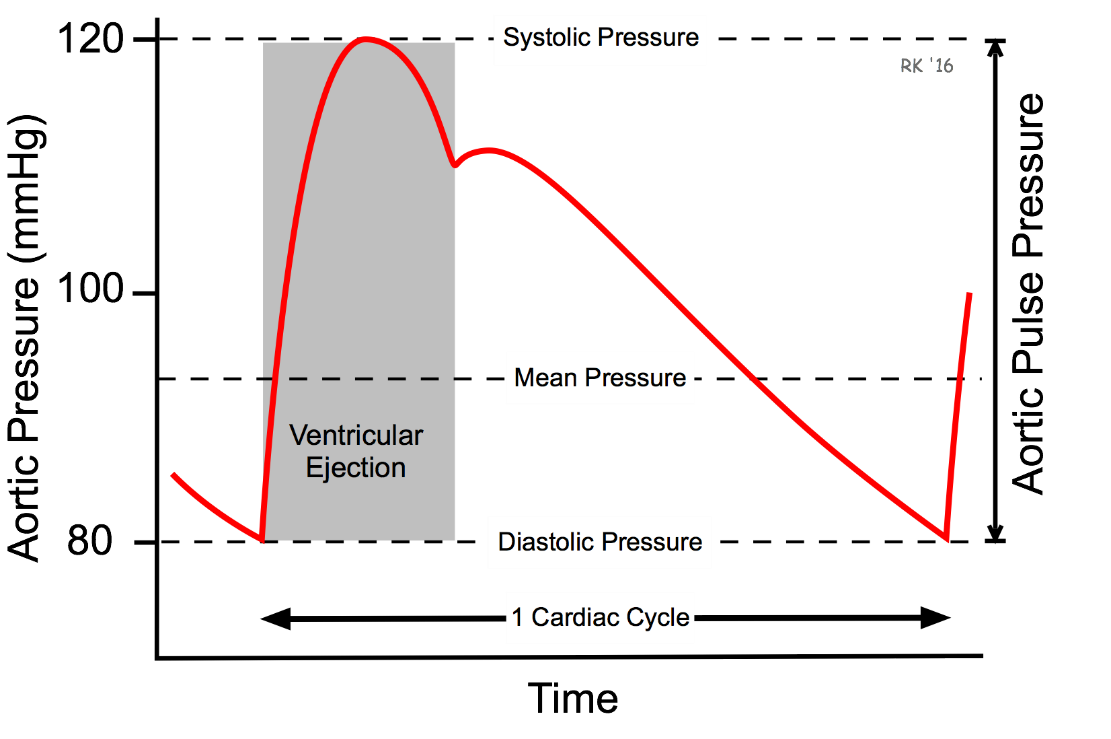 120
Systolic Pressure
RK '16
Aortic Pressure (mmHg)
Aortic Pulse Pressure
100
Mean Pressure
Ventricular
Ejection
80
Diastolic Pressure
1 Cardiac Cycle
Time